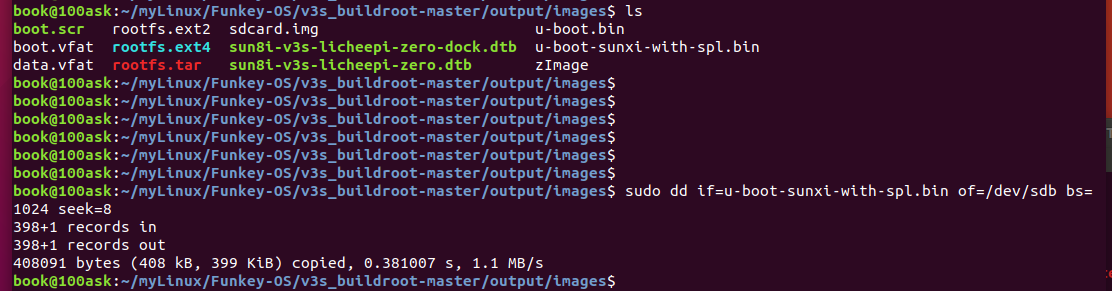 book@100ask:~/myLinux/Funkey-OS/v3s_buildroot-master/output/images$ ls
boot.scr   rootfs.ext2  sdcard.img                      u-boot.bin
boot.vfat  rootfs.ext4  sun8i-v3s-licheepi-zero-dock.dtb  u-boot-sunxi-with-spl.bin
data.vfat  rootfs.tar   sun8i-v3s-licheepi-zero.dtb       zImage
book@100ask:~/myLinux/Funkey-OS/v3s_buildroot-master/output/images$
book@100ask:~/myLinux/Funkey-OS/v3s_buildroot-master/output/images$
book@100ask:~/myLinux/Funkey-OS/v3s_buildroot-master/output/images$
book@100ask:~/myLinux/Funkey-OS/v3s_buildroot-master/output/images$
book@100ask:~/myLinux/Funkey-OS/v3s_buildroot-master/output/images$
book@100ask:~/myLinux/Funkey-OS/v3s_buildroot-master/output/images$
book@100ask:~/myLinux/Funkey-OS/v3s_buildroot-master/output/images$ sudo dd if=u-boot-sunxi-with-spl.bin of=/dev/sdb bs=
1024 seek=8
398+1 records in
398+1 records out
408091 bytes (408 kB, 399 KiB) copied, 0.381007 s, 1.1 MB/s
book@100ask:~/myLinux/Funkey-OS/v3s_buildroot-master/output/images$